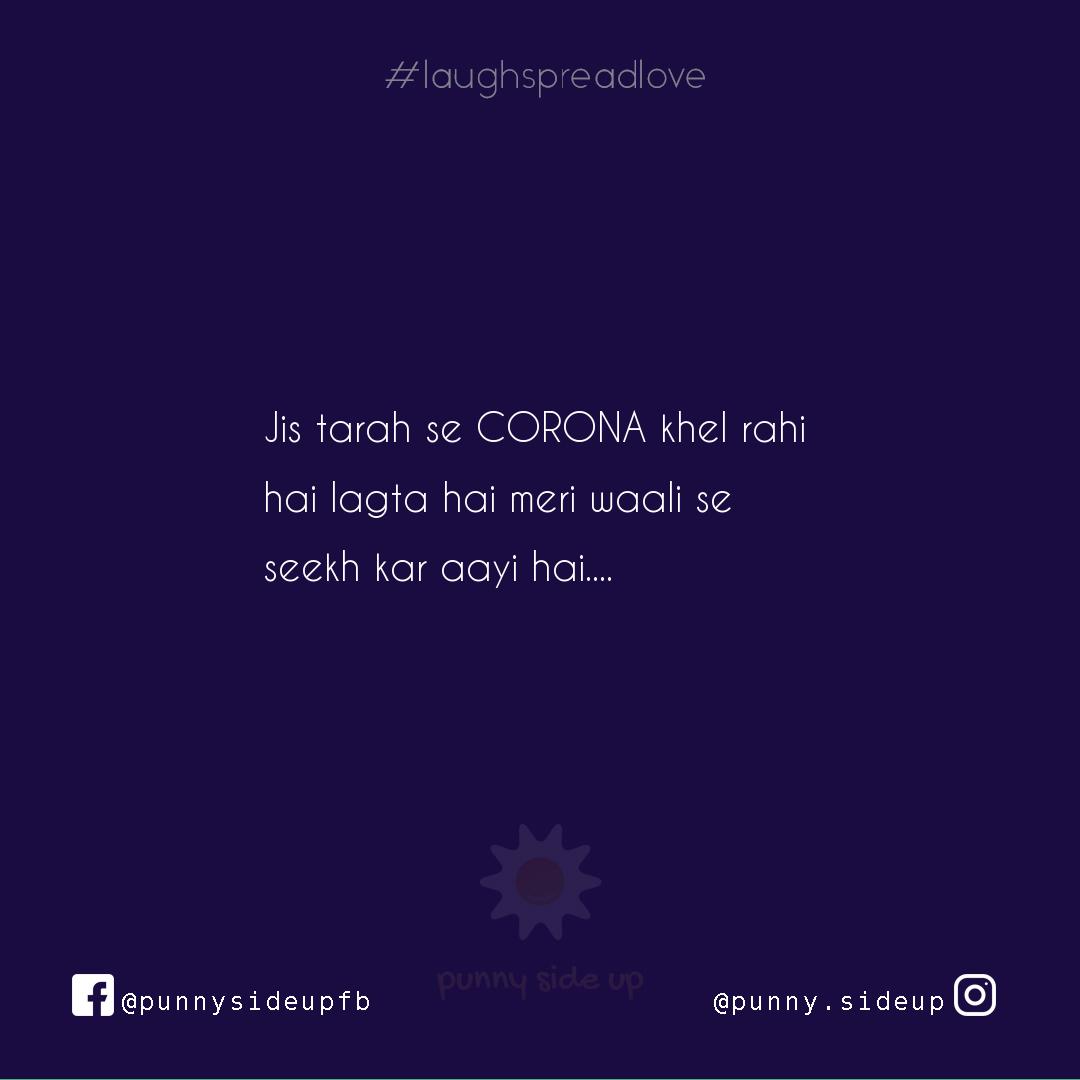 #laughspreadlove
Jis tarah se CORONA khel rahi
hai lagta hai meri waali se
seekh kar aayi hai....
punny side up
@punnysideupfb
@punny.sideup